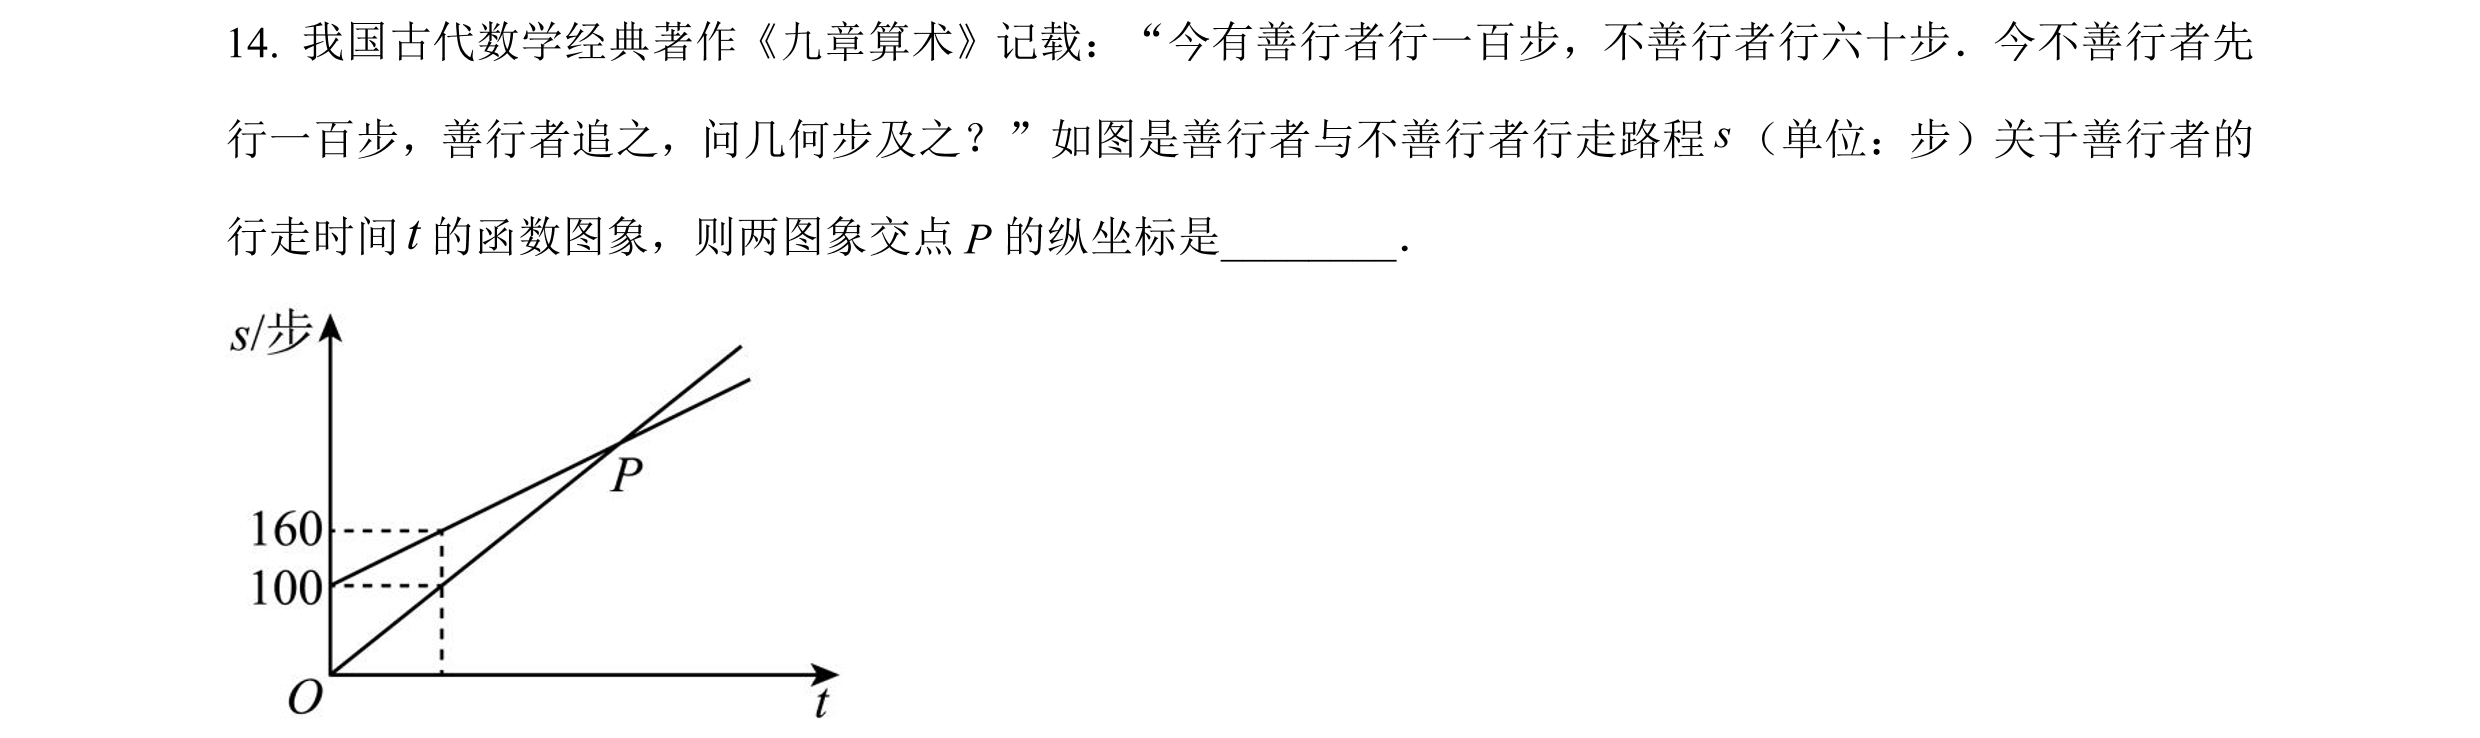 14. 我国古代数学经典著作《九章算术》记载：“今有善行者行一百步，不善行者行六十步．今不善行者先
行一百步，善行者追之，问几何步及之？”如图是善行者与不善行者行走路程s（单位：步）关于善行者的
行走时间t的函数图象，则两图象交点P的纵坐标是________．
s/步
P
160
100
O
t